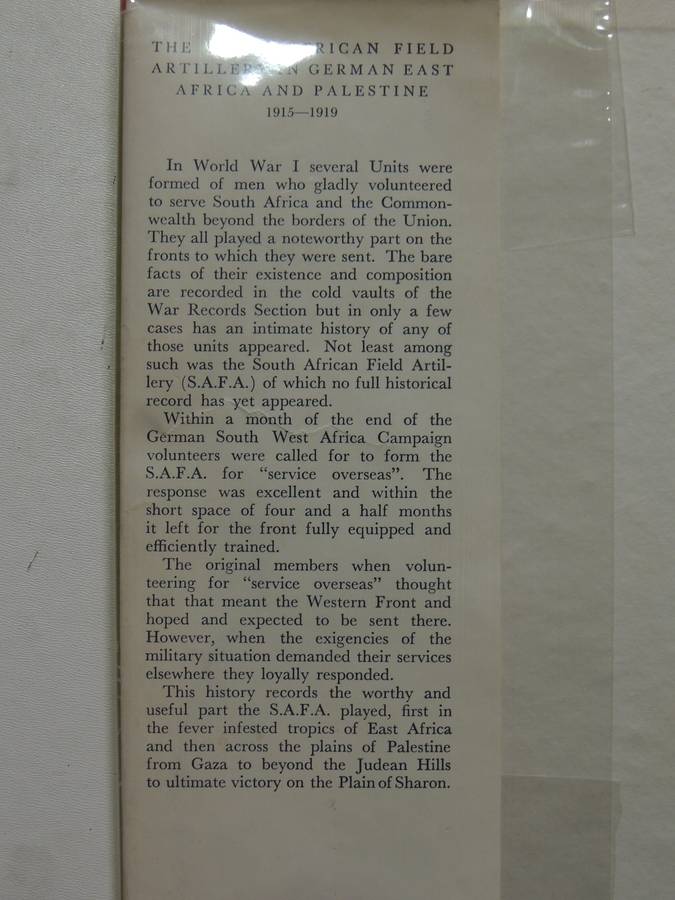 THE RICAN FIELD
ARTILLERY IN GERMAN EAST
AFRICA AND PALESTINE
1915—1919
In World War I several Units were
formed of men who gladly volunteered
to serve South Africa and the Common-
wealth beyond the borders of the Union.
They all played a noteworthy part on the
fronts to which they were sent. The bare
facts of their existence and composition
are recorded in the cold vaults of the
War Records Section but in only a few
cases has an intimate history of any of
those units appeared. Not least among
such was the South African Field Artil-
lery (S.A.F.A.) of which no full historical
record has yet appeared.
Within a month of the end of the
German South West Africa Campaign
volunteers were called for to form the
S.A.F.A. for “service overseas”. The
response was excellent and within the
short space of four and a half months
it left for the front fully equipped and
efficiently trained.
The original members when volun-
teering for “service overseas” thought
that that meant the Western Front and
hoped and expected to be sent there.
However, when the exigencies of the
military situation demanded their services
elsewhere they loyally responded.
This history records the worthy and
useful part the S.A.F.A. played, first in
the fever infested tropics of East Africa
and then across the plains of Palestine
from Gaza to beyond the Judean Hills
to ultimate victory on the Plain of Sharon.